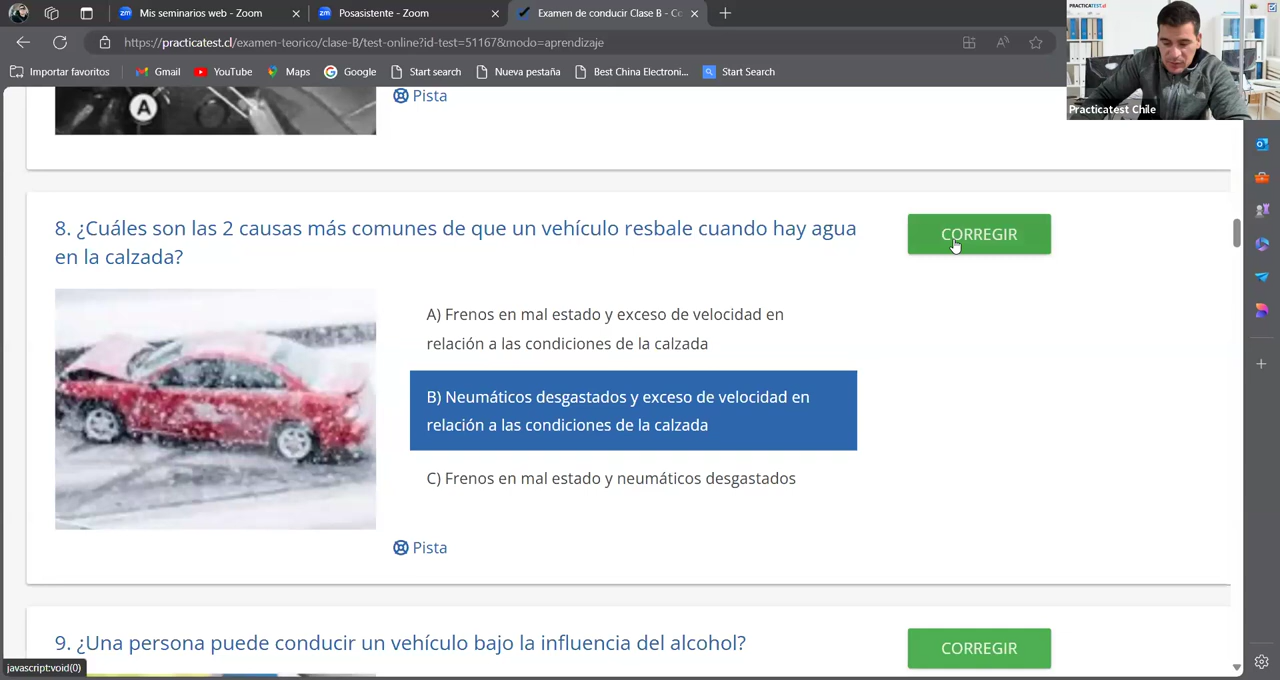 Mis seminarios web - Zoom
Posasistente - Zoom
Examen de conducir Clase B - Co
PRACTICATEST.cl
https://practicatest.cl/examen-teorico/clase-B/test-online?id-test=51167&modo=aprendizaje
Importar favoritos
Gmail
YouTube
Maps
Google
Start search
Nueva pestaña
Best China Electroni...
Start Search
Practicatest Chile
A
Pista
8. ¿Cuáles son las 2 causas más comunes de que un vehículo resbale cuando hay agua
en la calzada?
CORREGIR
A) Frenos en mal estado y exceso de velocidad en
relación a las condiciones de la calzada
B) Neumáticos desgastados y exceso de velocidad en
relación a las condiciones de la calzada
C) Frenos en mal estado y neumáticos desgastados
Pista
9. ¿Una persona puede conducir un vehículo bajo la influencia del alcohol?
CORREGIR
javascript:void(0)